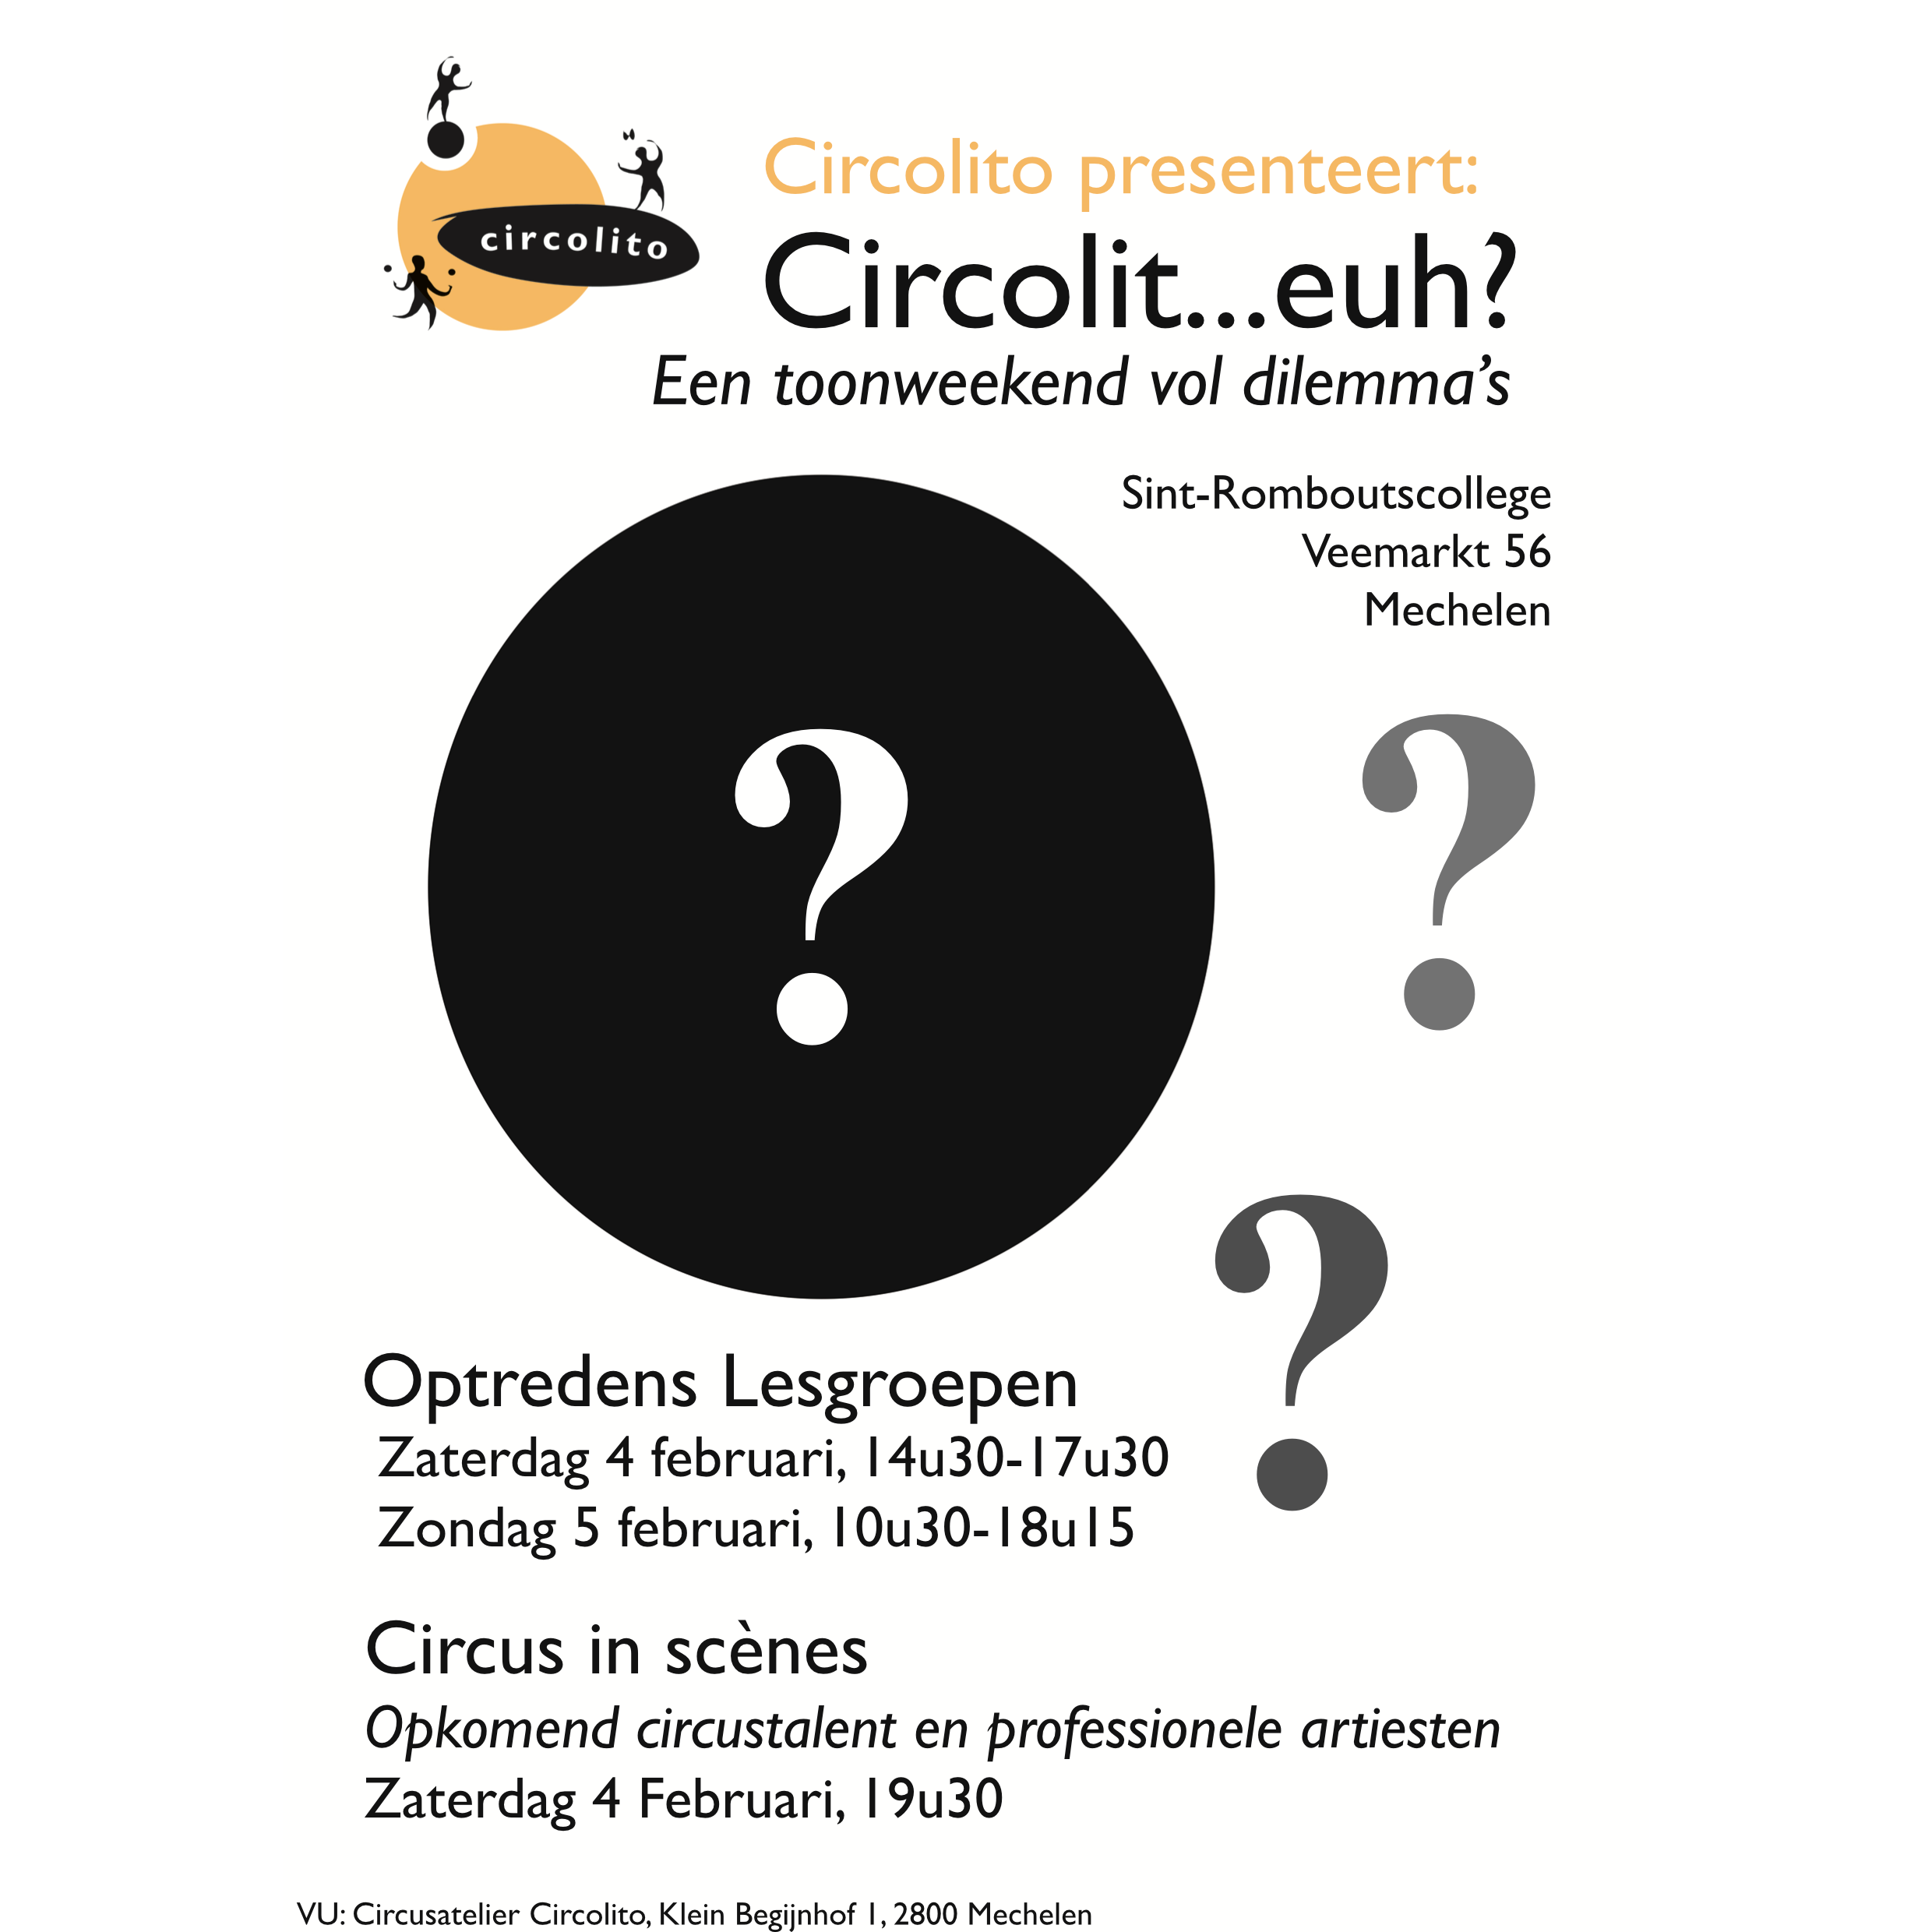 circolito
Circolito presenteert:
Circolit...euh?
Een toonweekend vol dilemma’s
Sint-Romboutscollege
Veemarkt 56
Mechelen
?
?
?
Optredens Lesgroepen
Zaterdag 4 februari, 14u30-17u30
Zondag 5 februari, 10u30-18u15
Circus in scènes
Opkomend circustalent en professionele artiesten
Zaterdag 4 Februari, 19u30
VU: Circusatelier Circolito, Klein Begijnhof 1, 2800 Mechelen